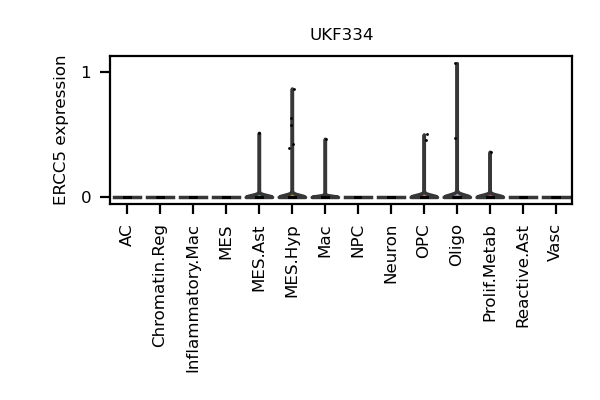 UKF334
ERCC5 expression
1
0
AC
Chromatin.Reg
Inflammatory.Mac
MES
MES.Ast
MES.Hyp
Mac
NPC
Neuron
OPC
Oligo
Prolif.Metab
Reactive.Ast
Vasc